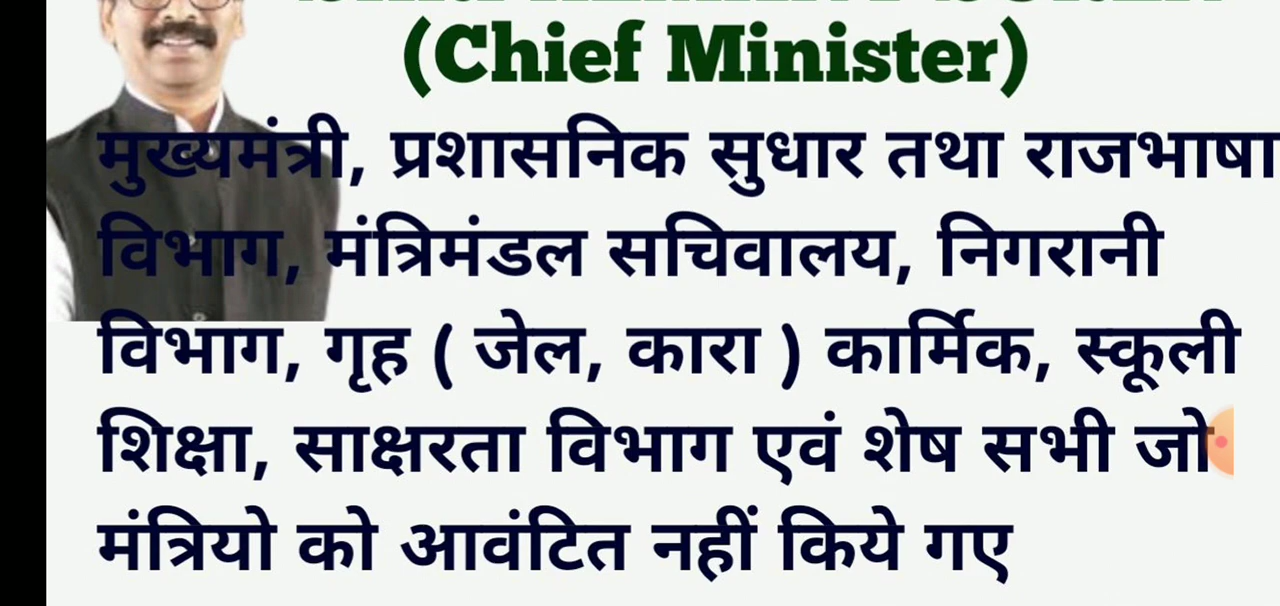 (Chief Minister)
मुख्यमंत्री, प्रशासनिक सुधार तथा राजभाषा
विभाग, मंत्रिमंडल सचिवालय, निगरानी
विभाग, गृह ( जेल, कारा ) कार्मिक, स्कूली
शिक्षा, साक्षरता विभाग एवं शेष सभी जो
मंत्रियो को आवंटित नहीं किये गए